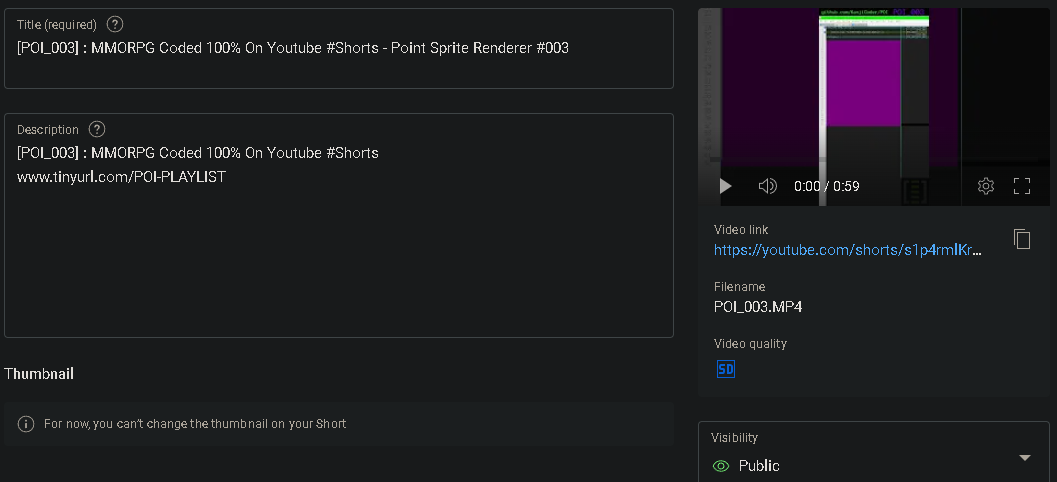 Title (required) ?
[POI_003] : MMORPG Coded 100% On Youtube #Shorts - Point Sprite Renderer #003
Description ?
[POI_003] : MMORPG Coded 100% On Youtube #Shorts
www.tinyurl.com/POI-PLAYLIST
Thumbnail
For now, you can't change the thumbnail on your Short
POI 003
0:00 / 0:59
Video link
https://youtube.com/shorts/s1p4rmlKr...
Filename
POI_003.MP4
Video quality
SD
Visibility
Public